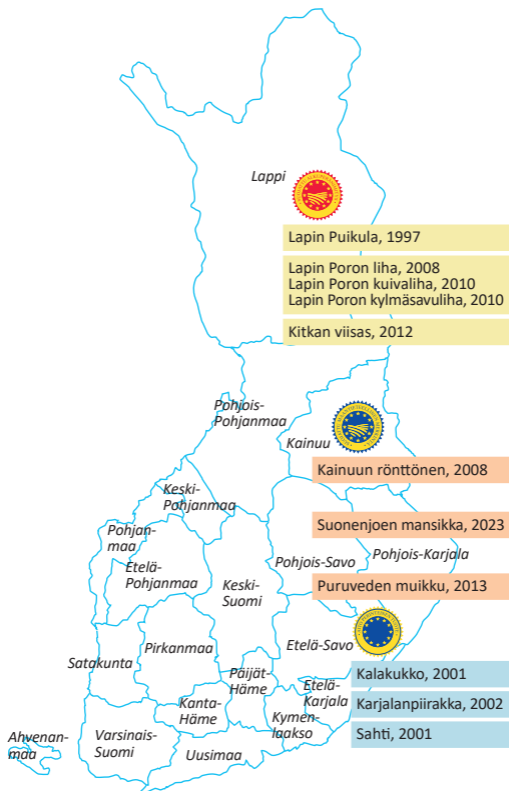 Lappi
Lapin Puikula, 1997
Lapin Poron liha, 2008
Lapin Poron kuivaliha, 2010
Lapin Poron kylmäsavuliha, 2010
Kitkan viisas, 2012
Pohjois-
Pohjanmaa
Kainuu
Kainuun rönttönen, 2008
Keski-
Pohjanmaa
Suonenjoen mansikka, 2023
Pohjan-
maa
Etelä-
Pohjanmaa
Keski-
Suomi
Pohjois-Savo
Pohjois-Karjala
Puruveden muikku, 2013
Satakunta
Pirkanmaa
Etelä-Savo
Päijät-
Häme
Kalakukko, 2001
Etelä-
Karjala
Kanta-
Häme
Kymen-
laakso
Karjalanpiirakka, 2002
Sahti, 2001
Ahvenan-
maa
Varsinais-
Suomi
Uusimaa